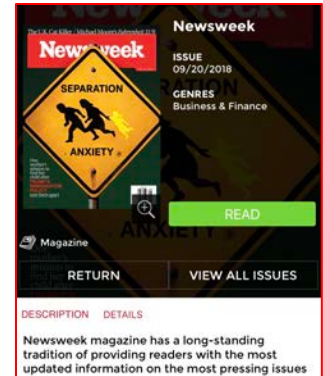 The U.K. Cat Killer / Michael Moore's Fahrenheit 11/9
Newsweek
SEPARATION
ANXIETY
Newsweek
ISSUE
09/20/2018
GENRES
Business & Finance
READ
Magazine
RETURN
VIEW ALL ISSUES
DESCRIPTION DETAILS
Newsweek magazine has a long-standing
tradition of providing readers with the most
updated information on the most pressing issues